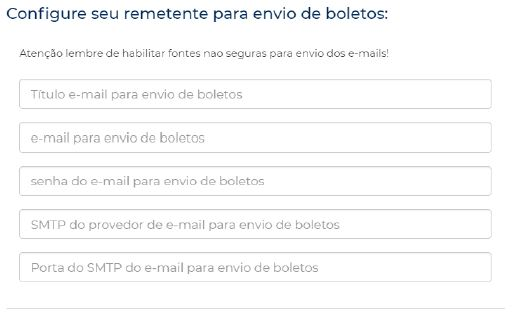 Configure seu remetente para envio de boletos:
Atenção lembre de habilitar fontes nao seguras para envio dos e-mails!
Título e-mail para envio de boletos
e-mail para envio de boletos
senha do e-mail para envio de boletos
SMTP do provedor de e-mail para envio de boletos
Porta do SMTP do e-mail para envio de boletos